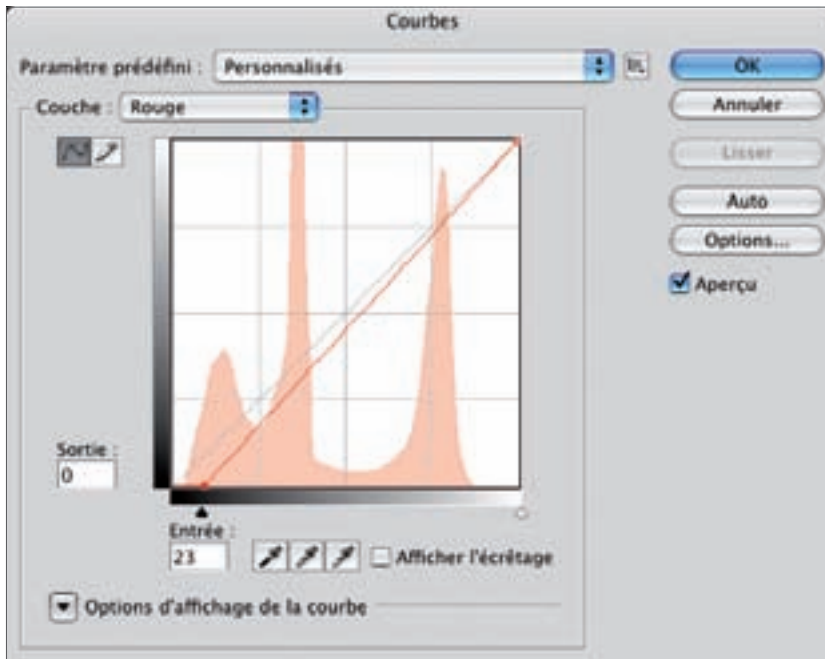 Courbes
Paramètre prédéfini : Personnalisés
OK
Couche : Rouge
Annuler
Lisser
Auto
Options...
Aperçu
Sortie :
0
Entrée :
23
Afficher l'écrêtage
Options d'affichage de la courbe